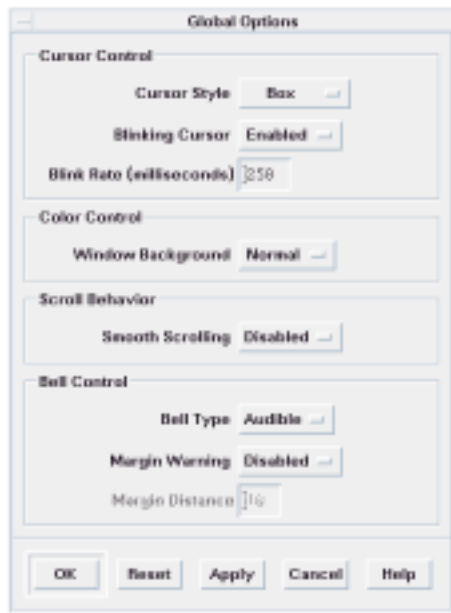 Global Options
Cursor Control
Cursor Style Box
Blinking Cursor Enabled
Blink Rate (milliseconds) 250
Color Control
Window Background Normal
Scroll Behavior
Smooth Scrolling Disabled
Bell Control
Bell Type Audible
Margin Warning Disabled
Margin Distance 10
OK Reset Apply Cancel Help